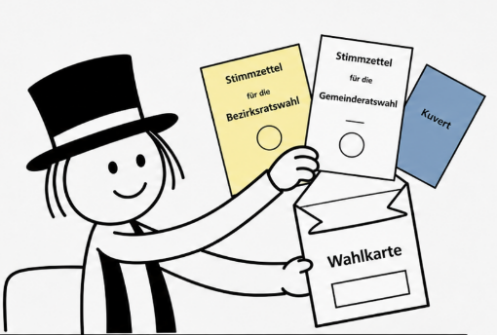 Stimmzettel
für die
Bezirksratswahl
Stimmzettel
für die
Gemeinderatswahl
Kuvert
Wahlkarte